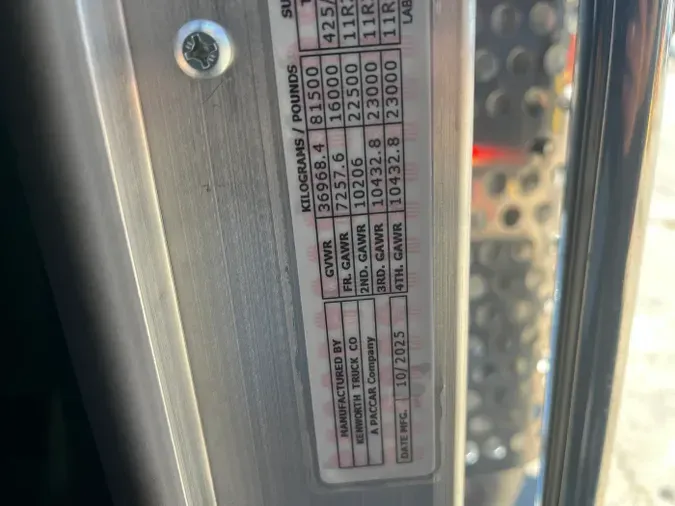 MANUFACTURED BY
KENWORTH TRUCK CO
A PACCAR Company
DATE MFG. 10/2025
KILOGRAMS / POUNDS SU
GVWR 36968.4 81500
FR. GAWR 7257.6 16000 425/
2ND. GAWR 10206 22500 11R
3RD. GAWR 10432.8 23000 11R
4TH. GAWR 10432.8 23000 11R
LAB